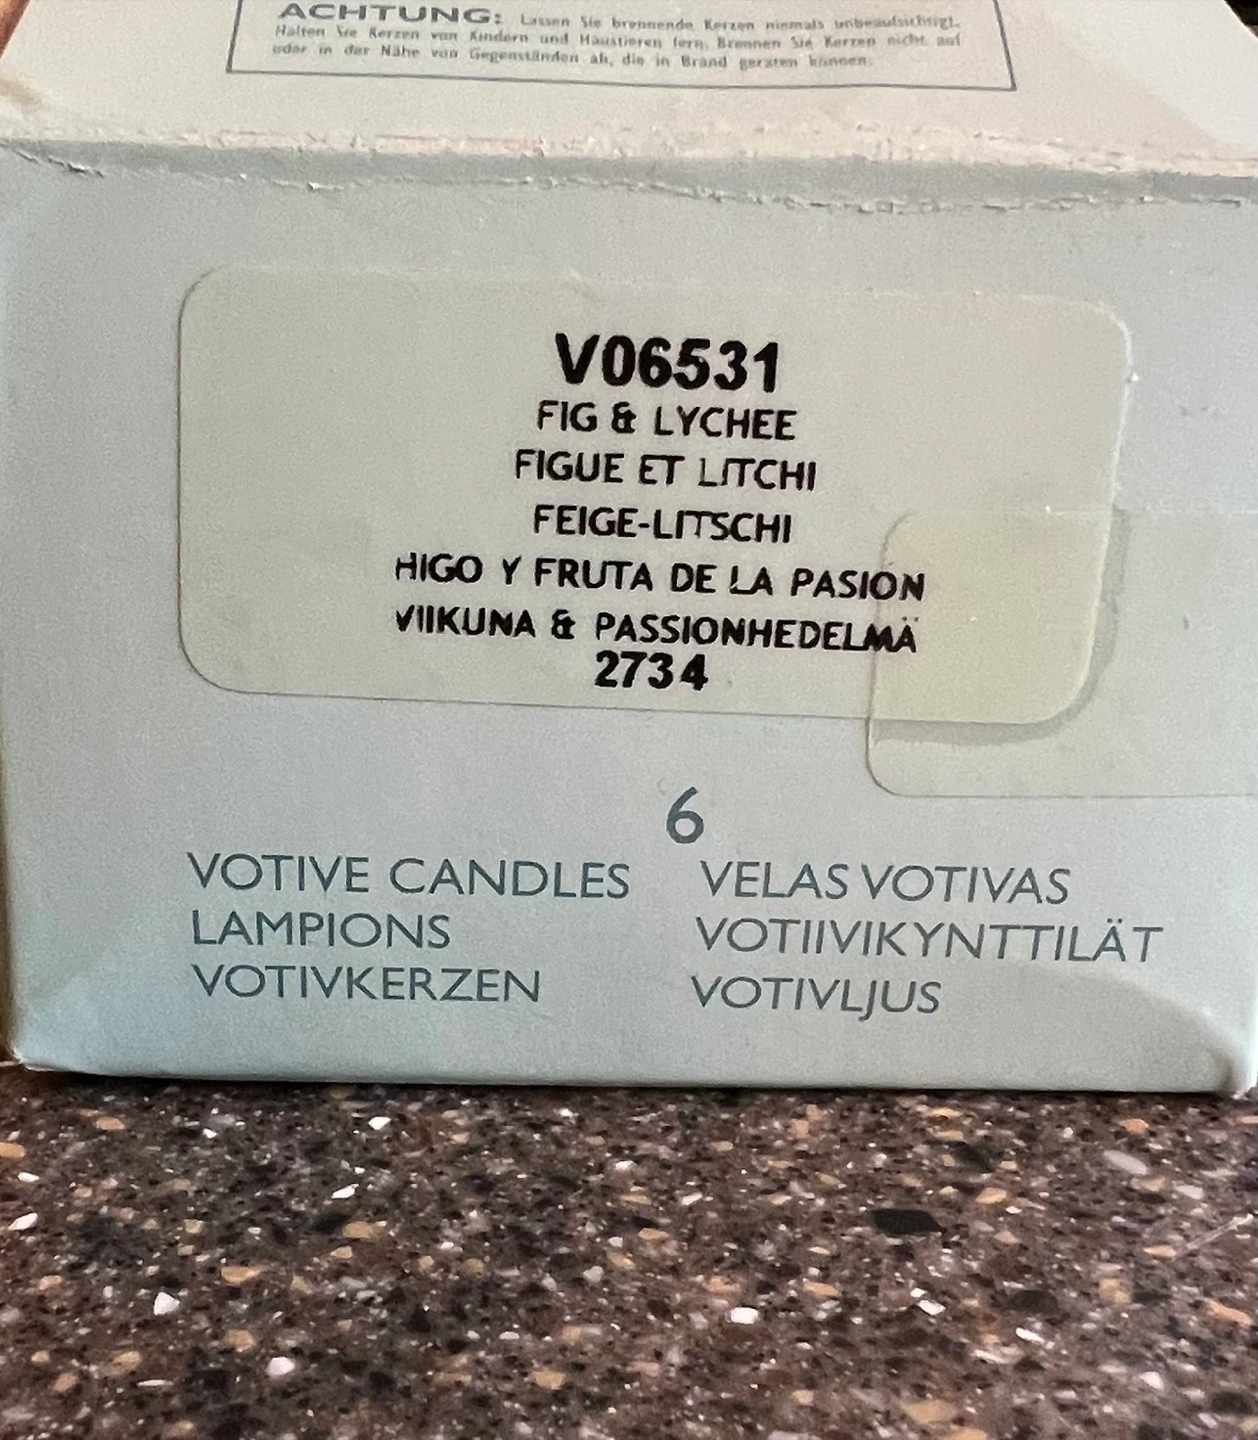 ACHTUNG: Lassen Sie brennende Kerzen niemals unbeaufsichtigt.
Halten Sie Kerzen von Kindern und Haustieren fern. Brennen Sie Kerzen nicht auf
oder in der Nähe von Gegenständen ab, die in Brand geraten können.
V06531
FIG & LYCHEE
FIGUE ET LITCHI
FEIGE-LITSCHI
HIGO Y FRUTA DE LA PASION
VIIKUNA & PASSIONHEDELMÄ
2734
6
VOTIVE CANDLES
LAMPIONS
VOTIVKERZEN
VELAS VOTIVAS
VOTIIVIKYNTTILÄT
VOTIVLJUS